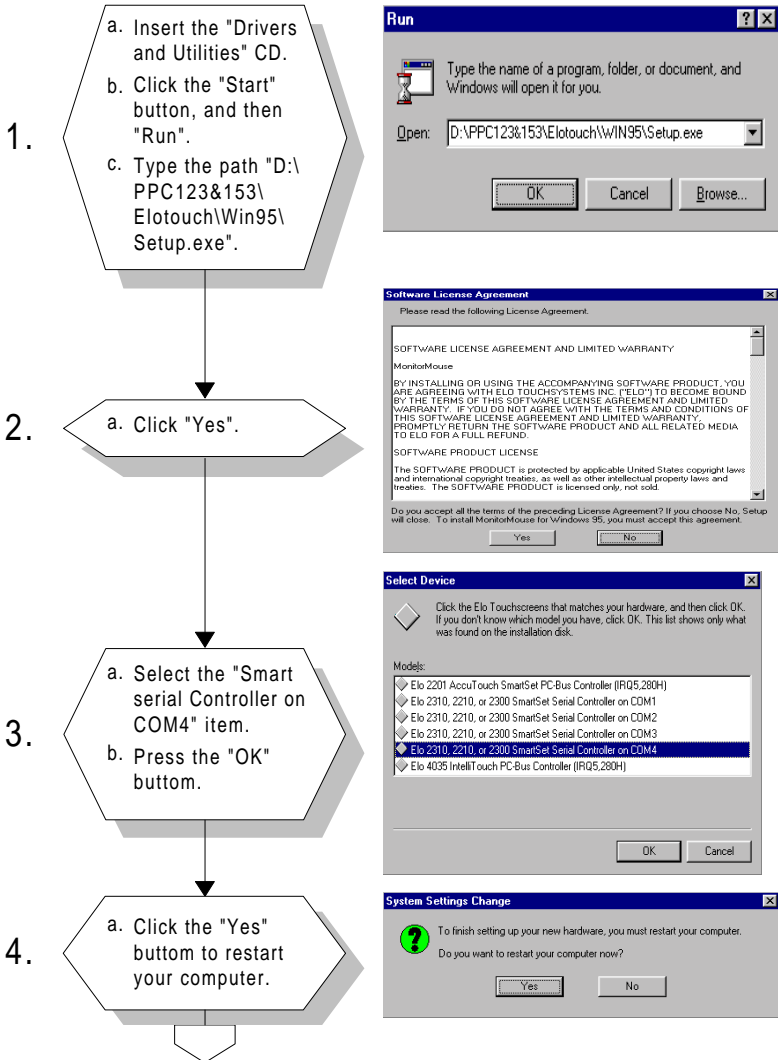 1.
a. Insert the "Drivers
and Utilities" CD.
b. Click the "Start"
button, and then
"Run".
c. Type the path "D:\
PPC123&153\
Elotouch\Win95\
Setup.exe".
Run
Type the name of a program, folder, or document, and
Windows will open it for you.
Open: D:\PPC123&153\Elotouch\WIN95\Setup.exe
OK Cancel Browse...
2.
a. Click "Yes".
Software License Agreement
Please read the following License Agreement.
SOFTWARE LICENSE AGREEMENT AND LIMITED WARRANTY
MonitorMouse
BY INSTALLING OR USING THE ACCOMPANYING SOFTWARE PRODUCT, YOU
ARE AGREEING WITH ELO TOUCHSYSTEMS INC. ("ELO") TO BECOME BOUND
BY THE TERMS OF THIS SOFTWARE LICENSE AGREEMENT AND LIMITED
WARRANTY. IF YOU DO NOT AGREE WITH THE TERMS AND CONDITIONS OF
THIS SOFTWARE LICENSE AGREEMENT AND LIMITED WARRANTY,
PROMPTLY RETURN THE SOFTWARE PRODUCT AND ALL RELATED MEDIA
TO ELO FOR A FULL REFUND.
SOFTWARE PRODUCT LICENSE
The SOFTWARE PRODUCT is protected by applicable United States copyright laws
and international copyright treaties, as well as other intellectual property laws and
treaties. The SOFTWARE PRODUCT is licensed only, not sold.
Do you accept all the terms of the preceding License Agreement? If you choose No, Setup
will close. To install MonitorMouse for Windows 95, you must accept this agreement.
Yes No
3.
a. Select the "Smart
serial Controller on
COM4" item.
b. Press the "OK"
buttom.
Select Device
Click the Elo Touchscreens that matches your hardware, and then click OK.
If you don't know which model you have, click OK. This list shows only what
was found on the installation disk.
Models:
Elo 2201 AccuTouch SmartSet PC-Bus Controller (IRQ5,280H)
Elo 2310, 2210, or 2300 SmartSet Serial Controller on COM1
Elo 2310, 2210, or 2300 SmartSet Serial Controller on COM2
Elo 2310, 2210, or 2300 SmartSet Serial Controller on COM3
Elo 2310, 2210, or 2300 SmartSet Serial Controller on COM4
Elo 4035 IntelliTouch PC-Bus Controller (IRQ5,280H)
OK Cancel
4.
a. Click the "Yes"
buttom to restart
your computer.
System Settings Change
To finish setting up your new hardware, you must restart your computer.
Do you want to restart your computer now?
Yes No